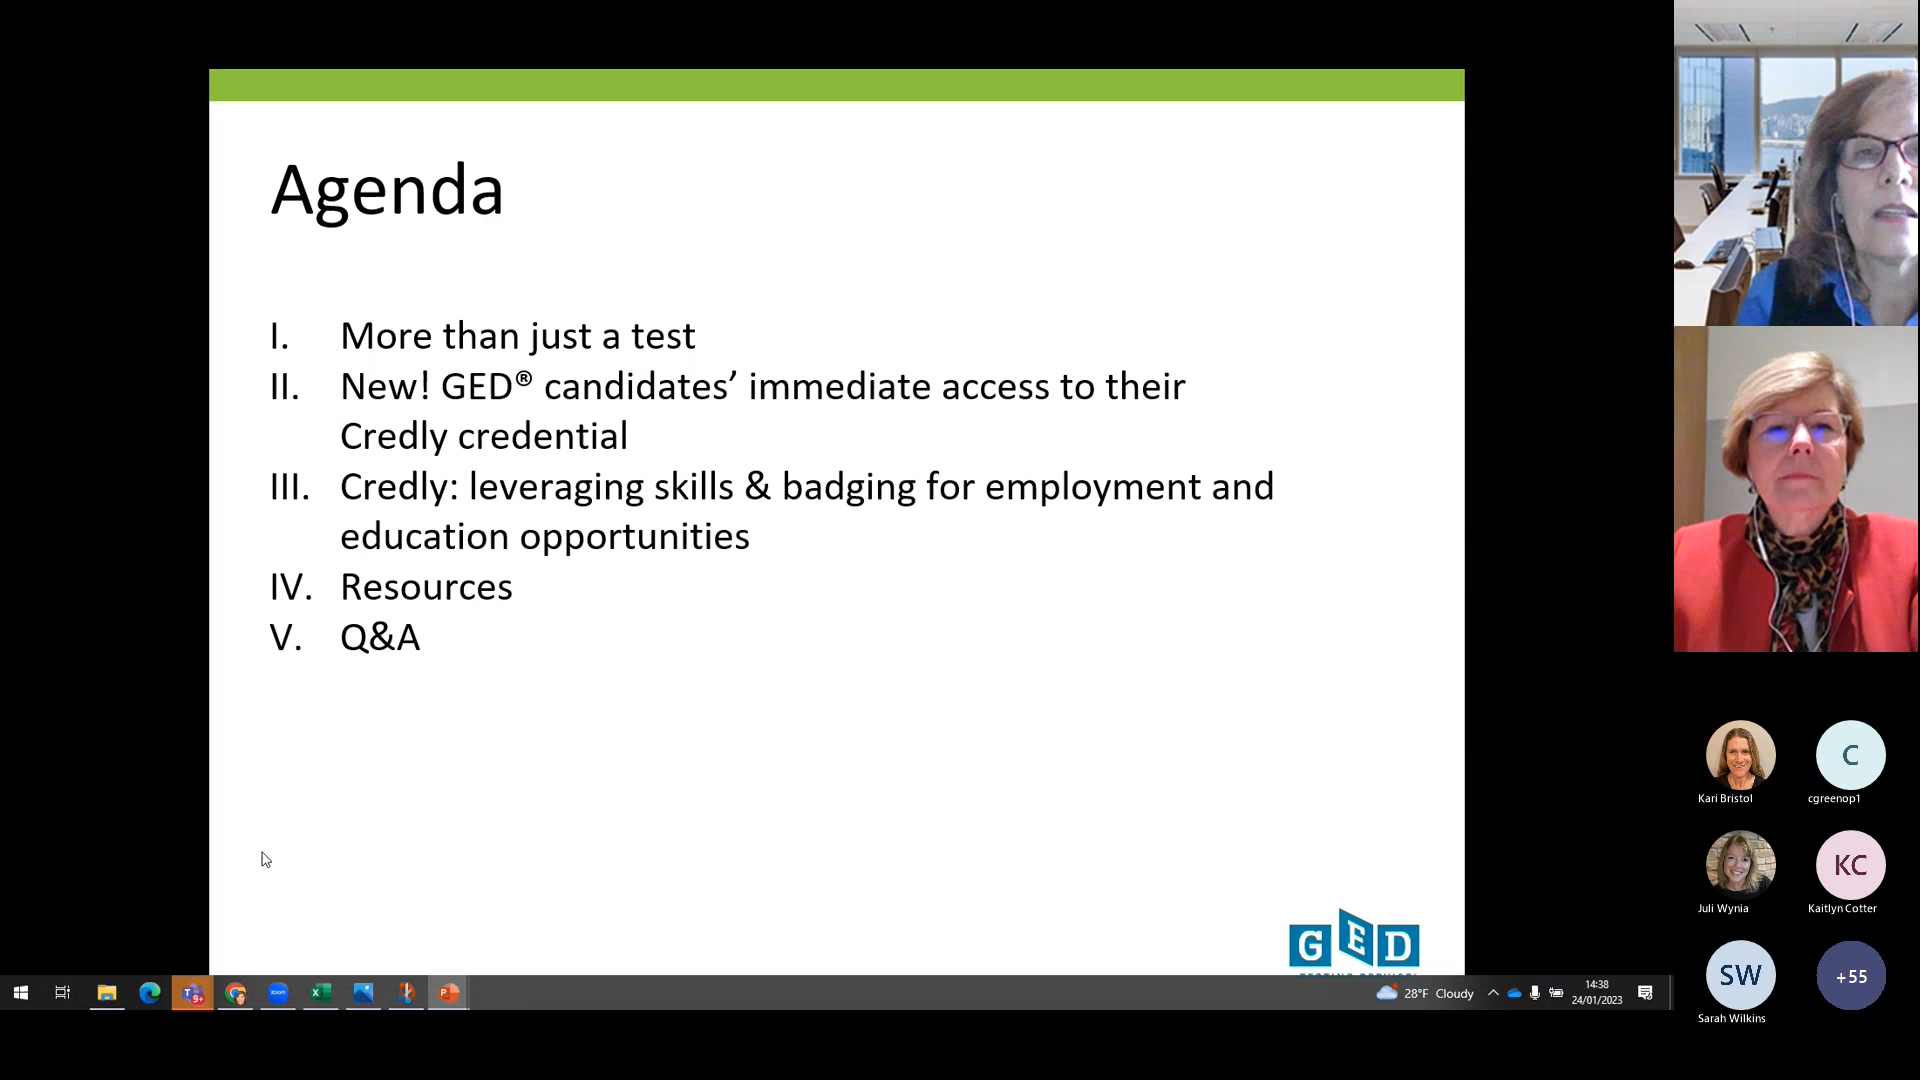 Agenda
I. More than just a test
II. New! GED® candidates’ immediate access to their
Credly credential
III. Credly: leveraging skills & badging for employment and
education opportunities
IV. Resources
V. Q&A
GED
28°F Cloudy
14:38
24/01/2023
C
Kari Bristol
cgreenop1
KC
Juli Wynia
Kaitlyn Cotter
SW
+55
Sarah Wilkins